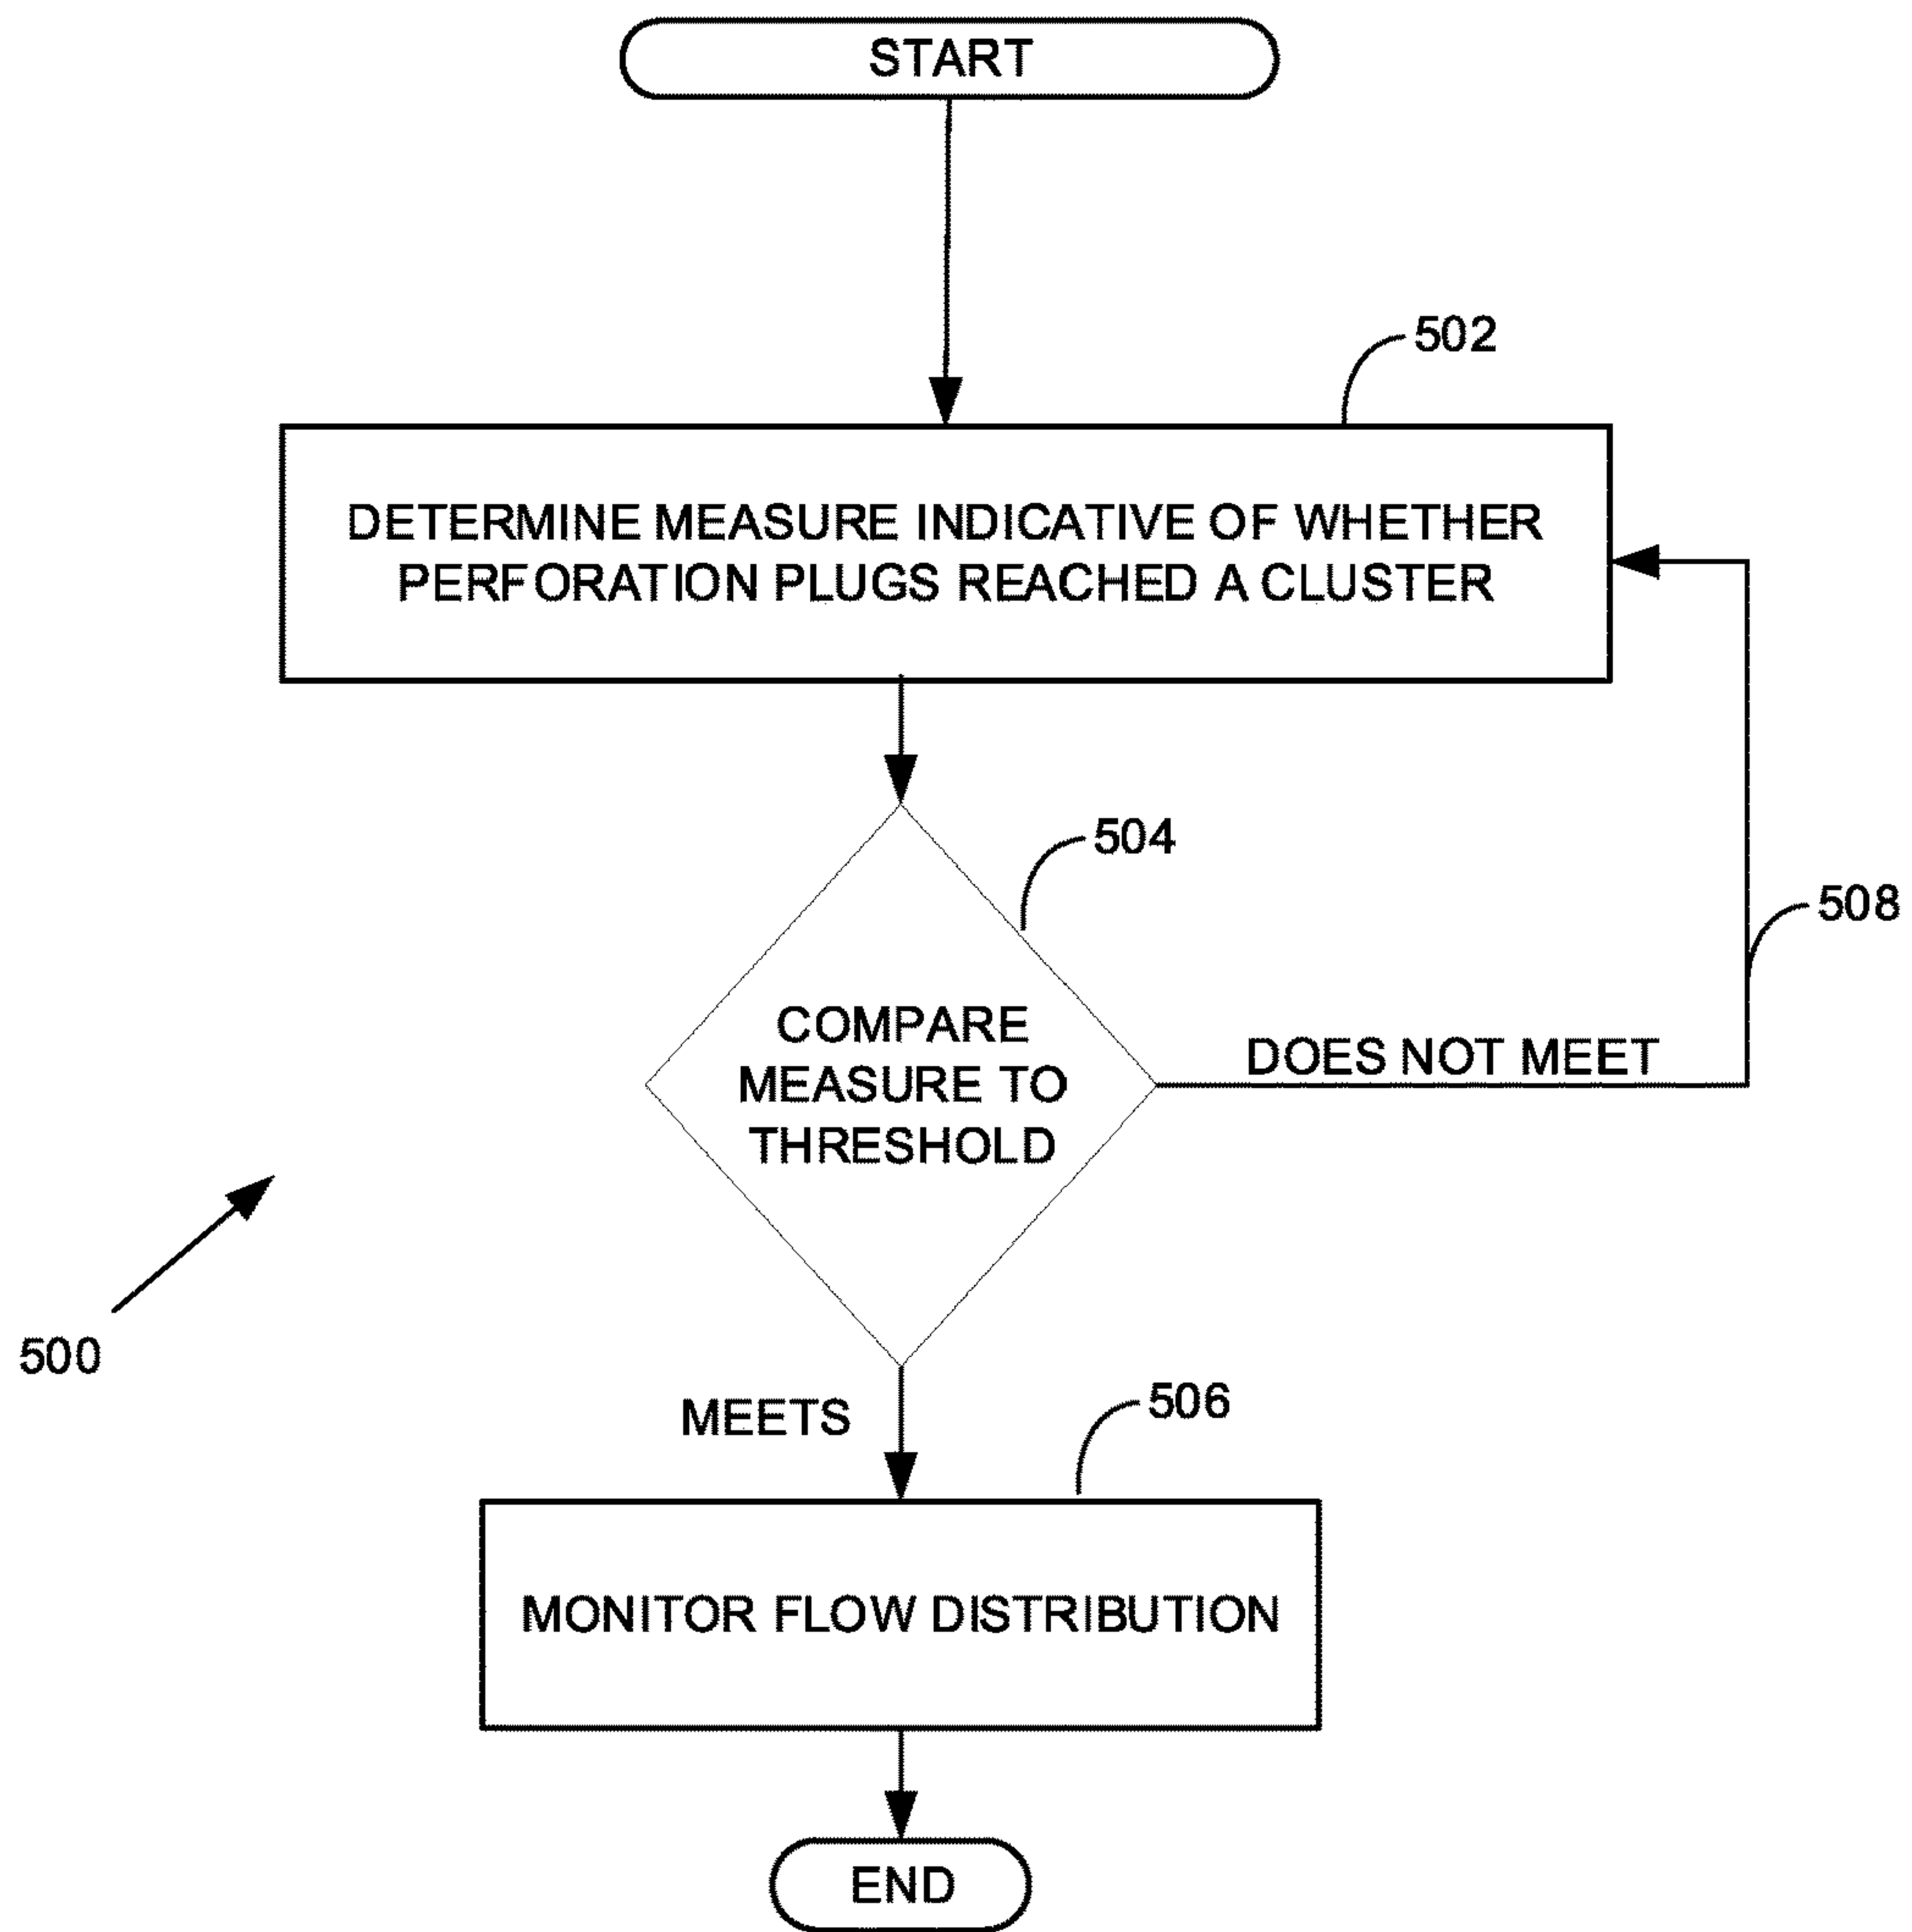 START
502
DETERMINE MEASURE INDICATIVE OF WHETHER
PERFORATION PLUGS REACHED A CLUSTER
504
508
COMPARE
MEASURE TO
THRESHOLD
DOES NOT MEET
500
MEETS
506
MONITOR FLOW DISTRIBUTION
END